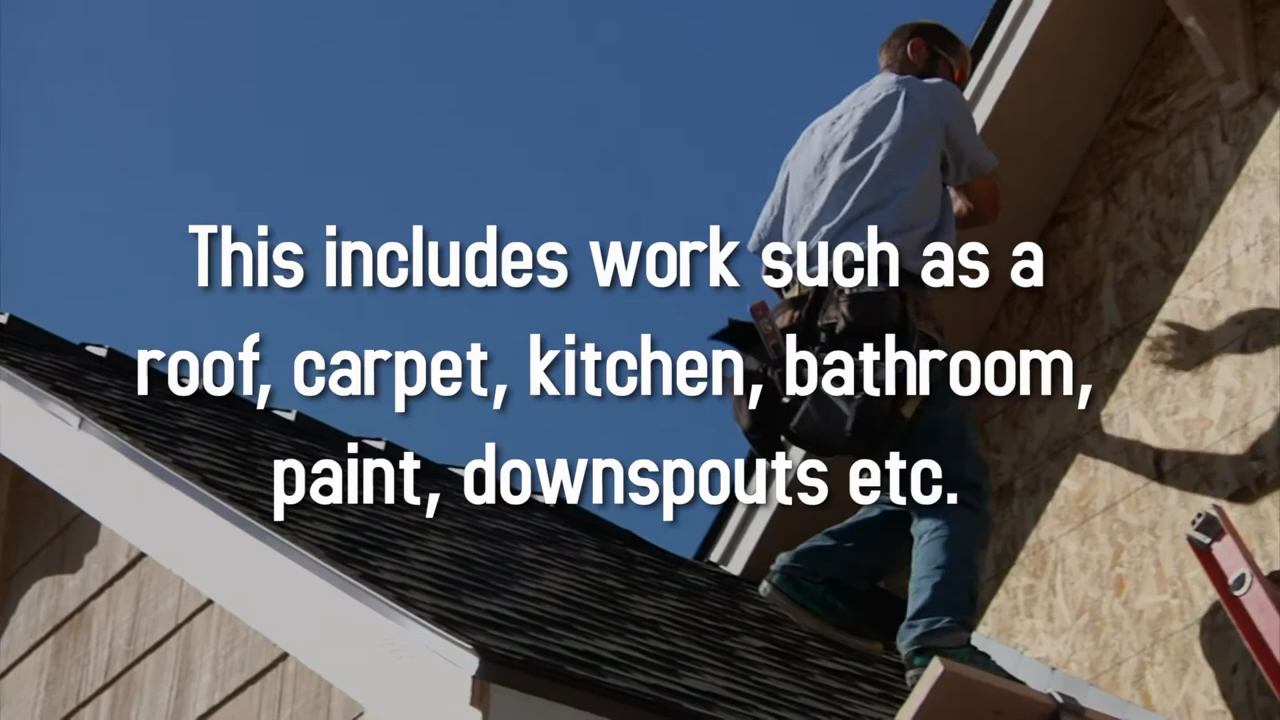 This includes work such as a
roof, carpet, kitchen, bathroom,
paint, downspouts etc.